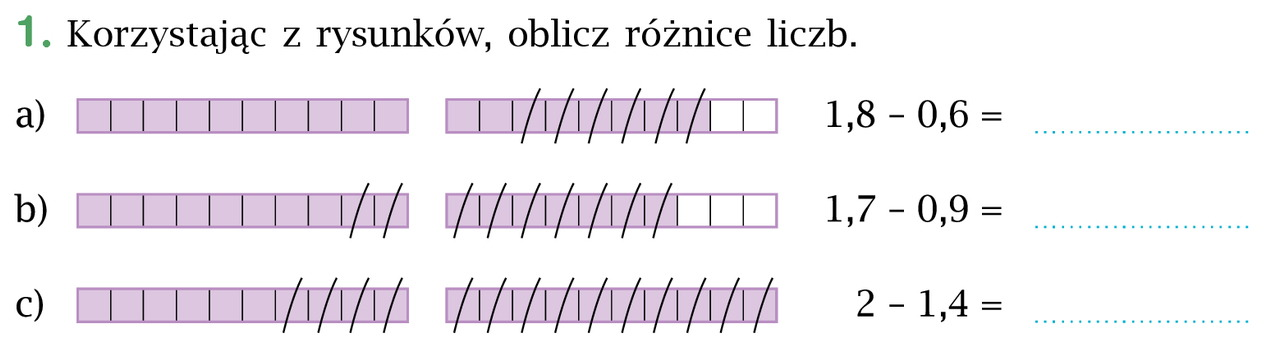 1. Korzystając z rysunków, oblicz różnice liczb.
a) 1,8 – 0,6 = ........................
b) 1,7 – 0,9 = ........................
c) 2 – 1,4 = ........................